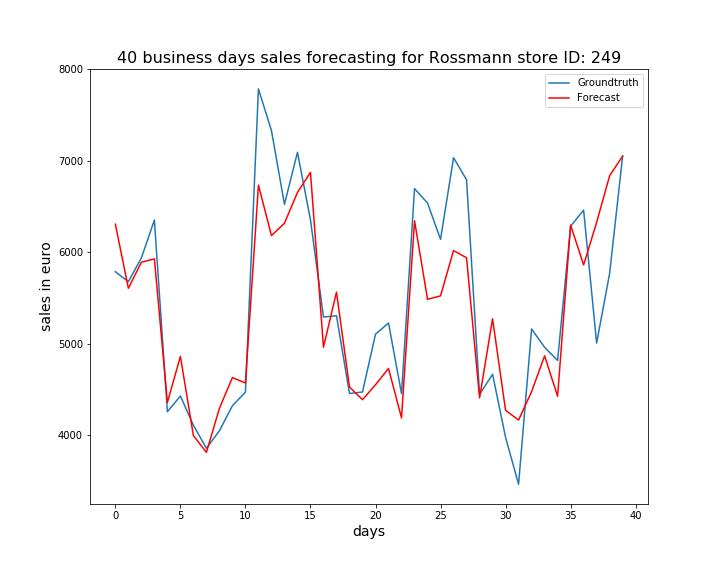 40 business days sales forecasting for Rossmann store ID: 249
8000
7000
6000
5000
4000
sales in euro
Groundtruth
Forecast
0 5 10 15 20 25 30 35 40
days